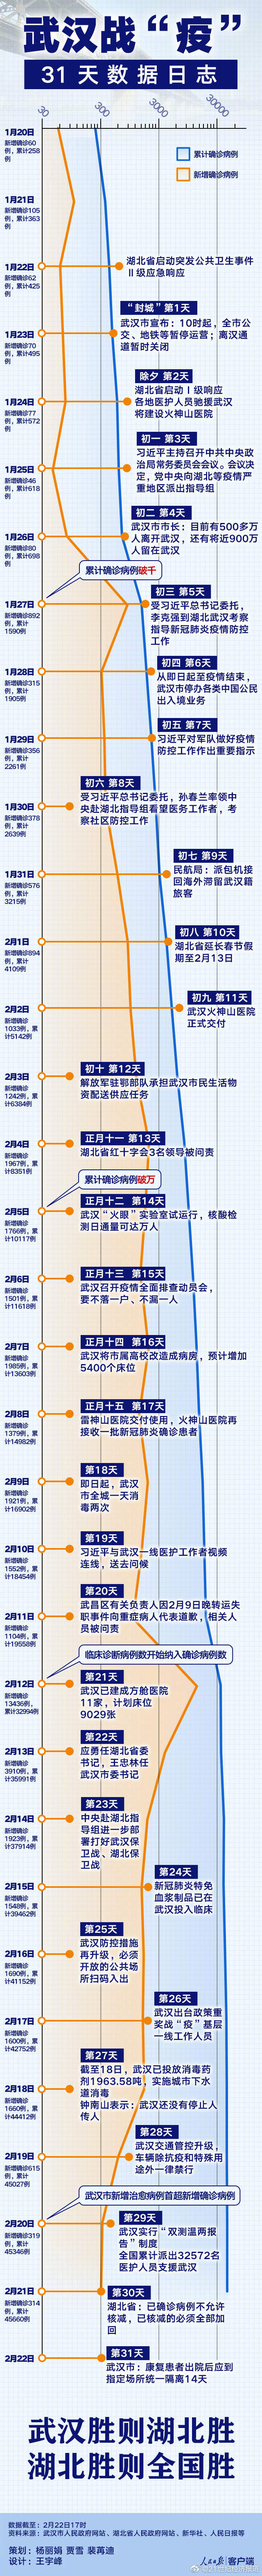 武汉战“疫”
31天数据日志
30
300
3000
30000
累计确诊病例
新增确诊病例
1月20日
新增确诊60
例，累计258
例
1月21日
新增确诊105
例，累计363
例
1月22日
新增确诊62
例，累计425
例
湖北省启动突发公共卫生事件
Ⅱ级应急响应
1月23日
新增确诊70
例，累计495
例
“封城”第1天
武汉市宣布：10时起，全市公
交、地铁等暂停运营；离汉通
道暂时关闭
1月24日
新增确诊77
例，累计572
例
除夕 第2天
湖北省启动Ⅰ级响应
各地医护人员驰援武汉
将建设火神山医院
1月25日
新增确诊46
例，累计618
例
初一 第3天
习近平主持召开中共中央政
治局常务委员会会议。会议决
定，党中央向湖北等疫情严
重地区派出指导组
1月26日
新增确诊80
例，累计698
例
初二 第4天
武汉市市长：目前有500多万
人离开武汉，还有将近900万
人留在武汉
累计确诊病例破千
1月27日
新增确诊892
例，累计
1590例
初三 第5天
受习近平总书记委托，
李克强到湖北武汉考察
指导新冠肺炎疫情防控
工作
1月28日
新增确诊315
例，累计
1905例
初四 第6天
从即日起至疫情结束，
武汉市停办各类中国公民
出入境业务
1月29日
新增确诊356
例，累计
2261例
初五 第7天
习近平对军队做好疫情
防控工作作出重要指示
1月30日
新增确诊378
例，累计
2639例
初六 第8天
受习近平总书记委托，孙春兰率领中
央赴湖北指导组看望医务工作者，考
察社区防控工作
1月31日
新增确诊576
例，累计
3215例
初七 第9天
民航局：派包机接
回海外滞留武汉籍
旅客
2月1日
新增确诊894
例，累计
4109例
初八 第10天
湖北省延长春节假
期至2月13日
2月2日
新增确诊
1033例，累
计5142例
初九 第11天
武汉火神山医院
正式交付
2月3日
新增确诊
1242例，累
计6384例
初十 第12天
解放军驻鄂部队承担武汉市民生活物
资配送供应任务
2月4日
新增确诊
1967例，累
计8351例
正月十一 第13天
湖北省红十字会3名领导被问责
累计确诊病例破万
2月5日
新增确诊
1766例，累
计10117例
正月十二 第14天
武汉“火眼”实验室试运行，核酸检
测日通量可达万人
2月6日
新增确诊
1501例，累
计11618例
正月十三 第15天
武汉召开疫情全面排查动员会，
要不落一户、不漏一人
2月7日
新增确诊
1985例，累
计13603例
正月十四 第16天
武汉将市属高校改造成病房，预计增加
5400个床位
2月8日
新增确诊
1379例，累
计14982例
正月十五 第17天
雷神山医院交付使用，火神山医院再
接收一批新冠肺炎确诊患者
2月9日
新增确诊
1921例，累
计16902例
第18天
即日起，武汉
市全城一天消
毒两次
2月10日
新增确诊
1552例，累
计18454例
第19天
习近平与武汉一线医护工作者视频
连线，送去问候
2月11日
新增确诊
1104例，累
计19558例
第20天
武昌区有关负责人因2月9日晚转运失
职事件向重症病人代表道歉，相关人
员被问责
临床诊断病例数开始纳入确诊病例数
2月12日
新增确诊
13436例，
累计32994例
第21天
武汉已建成方舱医院
11家，计划床位
9029张
2月13日
新增确诊
3910例，累
计35991例
第22天
应勇任湖北省委
书记，王忠林任
武汉市委书记
2月14日
新增确诊
1923例，累
计37914例
第23天
中央赴湖北指
导组进一步部
署打好武汉保
卫战、湖北保
卫战
2月15日
新增确诊
1548例，累
计39462例
第24天
新冠肺炎特免
血浆制品已在
武汉投入临床
2月16日
新增确诊
1690例，累
计41152例
第25天
武汉防控措施
再升级，必须
开放的公共场
所扫码入出
2月17日
新增确诊
1600例，累
计42752例
第26天
武汉出台政策重
奖战“疫”基层
一线工作人员
2月18日
新增确诊
1660例，累
计44412例
第27天
截至18日，武汉已投放消毒药
剂1963.58吨，实施城市下水
道消毒
钟南山表示：武汉还没有停止人
传人
2月19日
新增确诊615
例，累计
45027例
第28天
武汉交通管控升级，
车辆除抗疫和特殊用
途外一律禁行
武汉市新增治愈病例首超新增确诊病例
2月20日
新增确诊319
例，累计
45346例
第29天
武汉实行“双测温两报
告”制度
全国累计派出32572名
医护人员支援武汉
2月21日
新增确诊314
例，累计
45660例
第30天
湖北省：已确诊病例不允许
核减，已核减的必须全部加
回
2月22日
第31天
武汉市：康复患者出院后应到
指定场所统一隔离14天
武汉胜则湖北胜
湖北胜则全国胜
数据截至：2月22日17时
资料来源：武汉市人民政府网站、湖北省人民政府网站、新华社、人民日报等
策划：杨丽娟 贾雪 裴苒迪
设计：王宇峰
人民日报 客户端